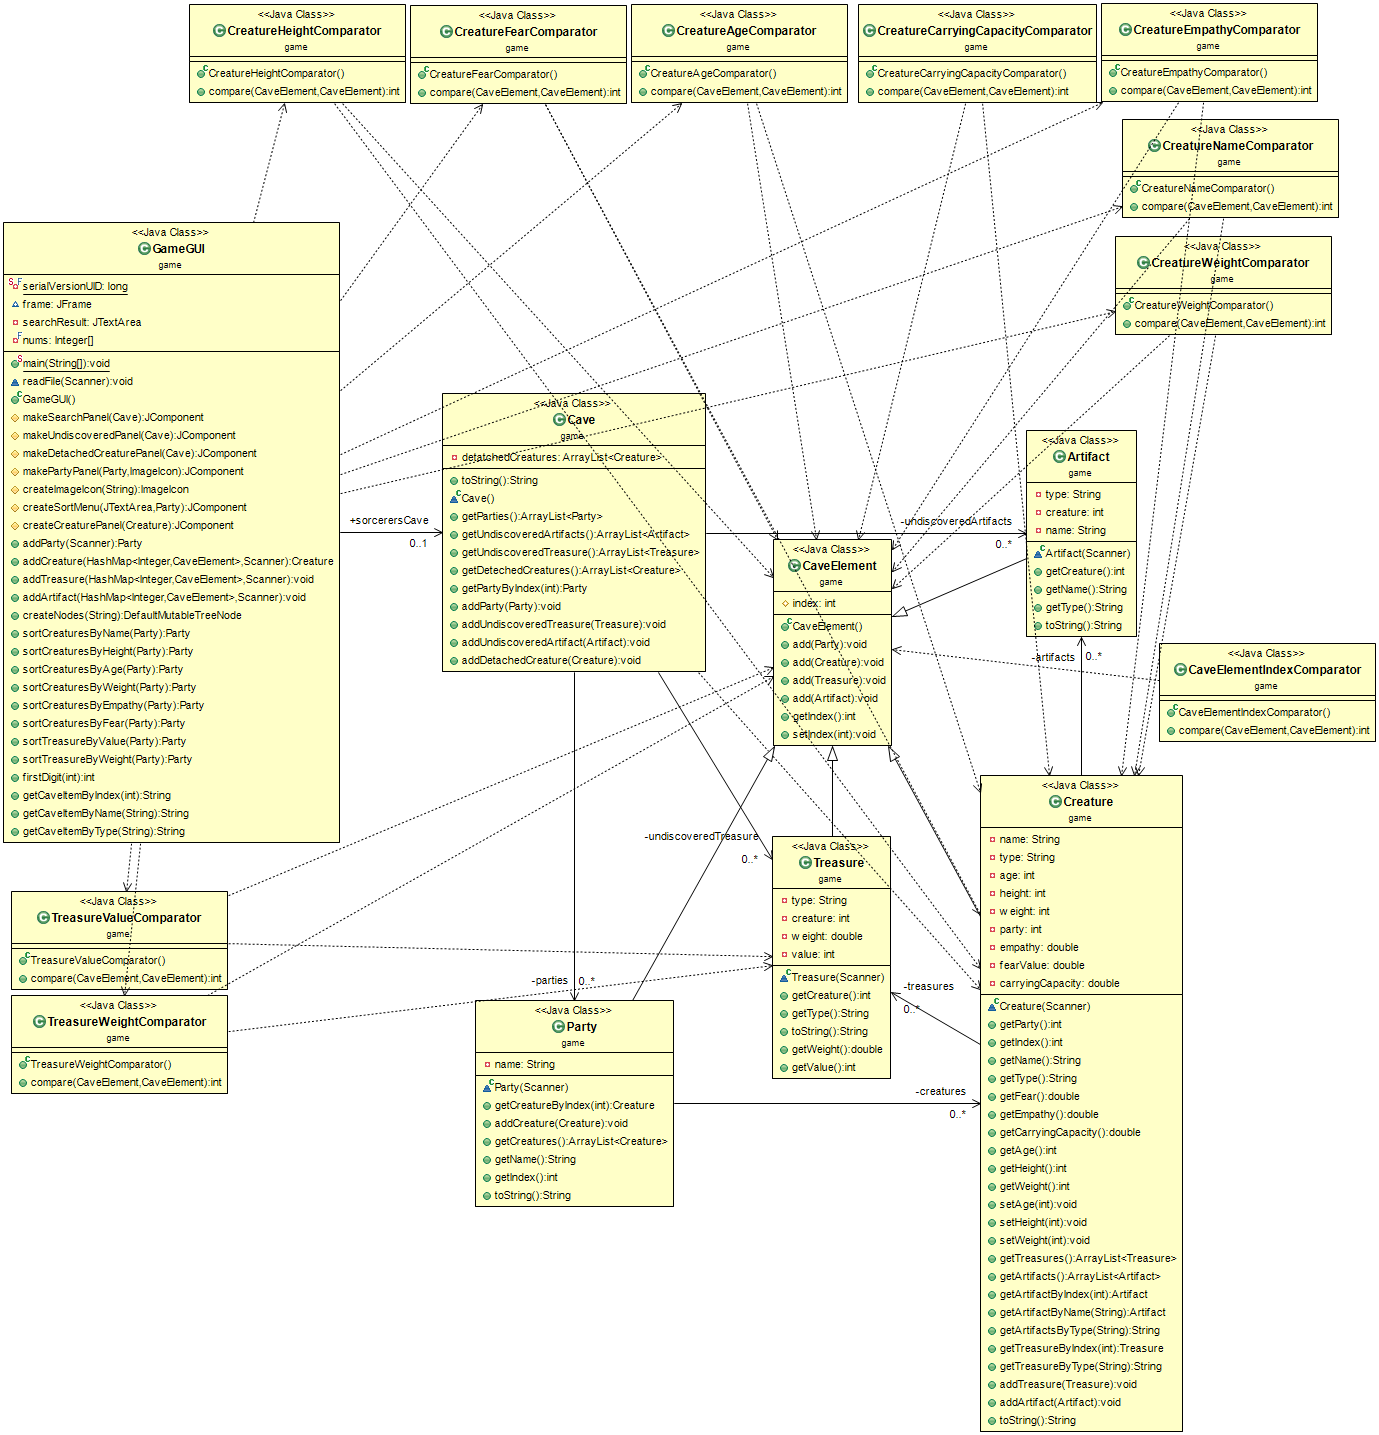 <<Java Class>>
CreatureHeightComparator
game
CreatureHeightComparator()
compare(CaveElement,CaveElement):int
<<Java Class>>
CreatureFearComparator
game
CreatureFearComparator()
compare(CaveElement,CaveElement):int
<<Java Class>>
CreatureAgeComparator
game
CreatureAgeComparator()
compare(CaveElement,CaveElement):int
<<Java Class>>
CreatureCarryingCapacityComparator
game
CreatureCarryingCapacityComparator()
compare(CaveElement,CaveElement):int
<<Java Class>>
CreatureEmpathyComparator
game
CreatureEmpathyComparator()
compare(CaveElement,CaveElement):int
<<Java Class>>
CreatureNameComparator
game
CreatureNameComparator()
compare(CaveElement,CaveElement):int
<<Java Class>>
CreatureWeightComparator
game
CreatureWeightComparator()
compare(CaveElement,CaveElement):int
<<Java Class>>
GameGUI
game
serialVersionUID: long
frame: JFrame
searchResult: JTextArea
nums: Integer[]
main(String[]):void
readFile(Scanner):void
GameGUI()
makeSearchPanel(Cave):JComponent
makeUndiscoveredPanel(Cave):JComponent
makeDetachedCreaturePanel(Cave):JComponent
makePartyPanel(Party,ImageIcon):JComponent
createImageIcon(String):ImageIcon
createSortMenu(JTextArea,Party):JComponent
createCreaturePanel(Creature):JComponent
addParty(Scanner):Party
addCreature(HashMap<Integer,CaveElement>,Scanner):Creature
addTreasure(HashMap<Integer,CaveElement>,Scanner):void
addArtifact(HashMap<Integer,CaveElement>,Scanner):void
createNodes(String):DefaultMutableTreeNode
sortCreaturesByName(Party):Party
sortCreaturesByHeight(Party):Party
sortCreaturesByAge(Party):Party
sortCreaturesByWeight(Party):Party
sortCreaturesByEmpathy(Party):Party
sortCreaturesByFear(Party):Party
sortTreasureByValue(Party):Party
sortTreasureByWeight(Party):Party
firstDigit(int):int
getCaveItemByIndex(int):String
getCaveItemByName(String):String
getCaveItemByType(String):String
+sorcerersCave
0..1
<<Java Class>>
Cave
game
detatchedCreatures: ArrayList<Creature>
toString():String
Cave()
getParties():ArrayList<Party>
getUndiscoveredArtifacts():ArrayList<Artifact>
getUndiscoveredTreasure():ArrayList<Treasure>
getDetechedCreatures():ArrayList<Creature>
getPartyByIndex(int):Party
addParty(Party):void
addUndiscoveredTreasure(Treasure):void
addUndiscoveredArtifact(Artifact):void
addDetachedCreature(Creature):void
-undiscoveredArtifacts
0..*
<<Java Class>>
Artifact
game
type: String
creature: int
name: String
Artifact(Scanner)
getCreature():int
getName():String
getType():String
toString():String
-artifacts
0..*
<<Java Class>>
CaveElement
game
index: int
CaveElement()
add(Party):void
add(Creature):void
add(Treasure):void
add(Artifact):void
getIndex():int
setIndex(int):void
<<Java Class>>
CaveElementIndexComparator
game
CaveElementIndexComparator()
compare(CaveElement,CaveElement):int
-undiscoveredTreasure
0..*
<<Java Class>>
Treasure
game
type: String
creature: int
weight: double
value: int
Treasure(Scanner)
getCreature():int
getType():String
toString():String
getWeight():double
getValue():int
-treasures
0..*
<<Java Class>>
Creature
game
name: String
type: String
age: int
height: int
weight: int
party: int
empathy: double
fearValue: double
carryingCapacity: double
Creature(Scanner)
getParty():int
getIndex():int
getName():String
getType():String
getFear():double
getEmpathy():double
getCarryingCapacity():double
getAge():int
getHeight():int
getWeight():int
setAge(int):void
setHeight(int):void
setWeight(int):void
getTreasures():ArrayList<Treasure>
getArtifacts():ArrayList<Artifact>
getArtifactByIndex(int):Artifact
getArtifactByName(String):Artifact
getArtifactsByType(String):String
getTreasureByIndex(int):Treasure
getTreasureByType(String):String
addTreasure(Treasure):void
addArtifact(Artifact):void
toString():String
<<Java Class>>
TreasureValueComparator
game
TreasureValueComparator()
compare(CaveElement,CaveElement):int
<<Java Class>>
TreasureWeightComparator
game
TreasureWeightComparator()
compare(CaveElement,CaveElement):int
-parties
0..*
<<Java Class>>
Party
game
name: String
Party(Scanner)
getCreatureByIndex(int):Creature
addCreature(Creature):void
getCreatures():ArrayList<Creature>
getName():String
getIndex():int
toString():String
-creatures
0..*